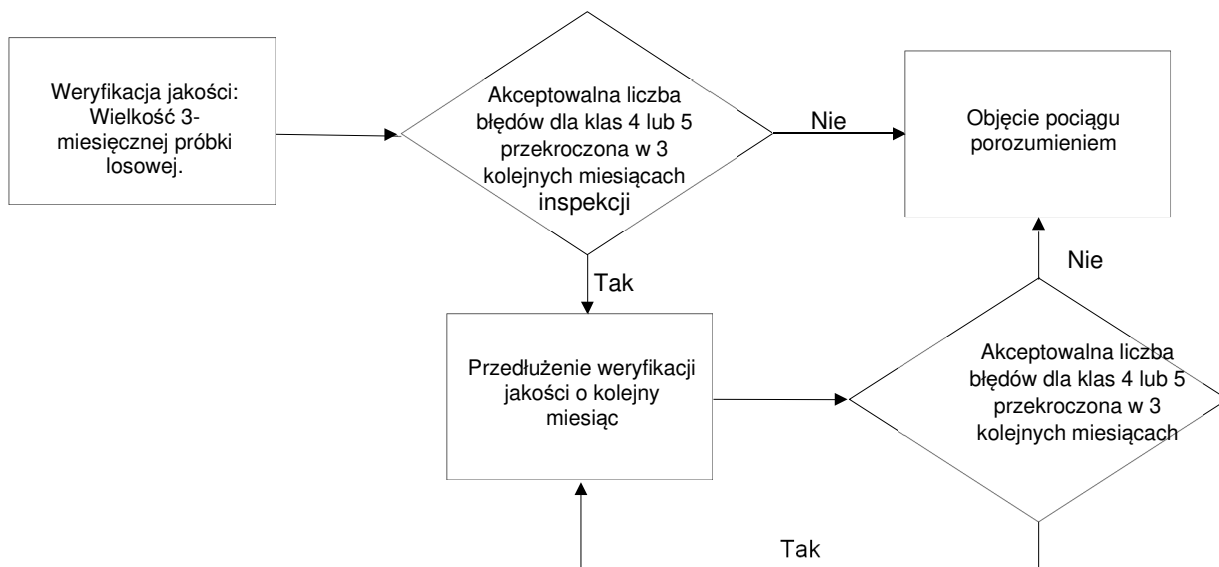 Weryfikacja jakości:
Wielkość 3-
miesięcznej próbki
losowej.
Akceptowalna liczba
błędów dla klas 4 lub 5
przekroczona w 3
kolejnych miesiącach
inspekcji
Nie
Objęcie pociągu
porozumieniem
Tak
Nie
Przedłużenie weryfikacji
jakości o kolejny
miesiąc
Akceptowalna liczba
błędów dla klas 4 lub 5
przekroczona w 3
kolejnych miesiącach
Tak